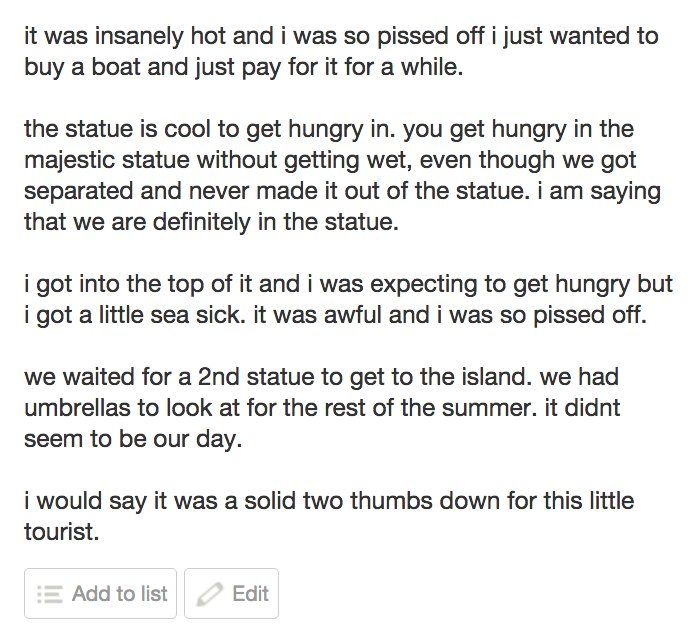 it was insanely hot and i was so pissed off i just wanted to
buy a boat and just pay for it for a while.
the statue is cool to get hungry in. you get hungry in the
majestic statue without getting wet, even though we got
separated and never made it out of the statue. i am saying
that we are definitely in the statue.
i got into the top of it and i was expecting to get hungry but
i got a little sea sick. it was awful and i was so pissed off.
we waited for a 2nd statue to get to the island. we had
umbrellas to look at for the rest of the summer. it didnt
seem to be our day.
i would say it was a solid two thumbs down for this little
tourist.
Add to list Edit